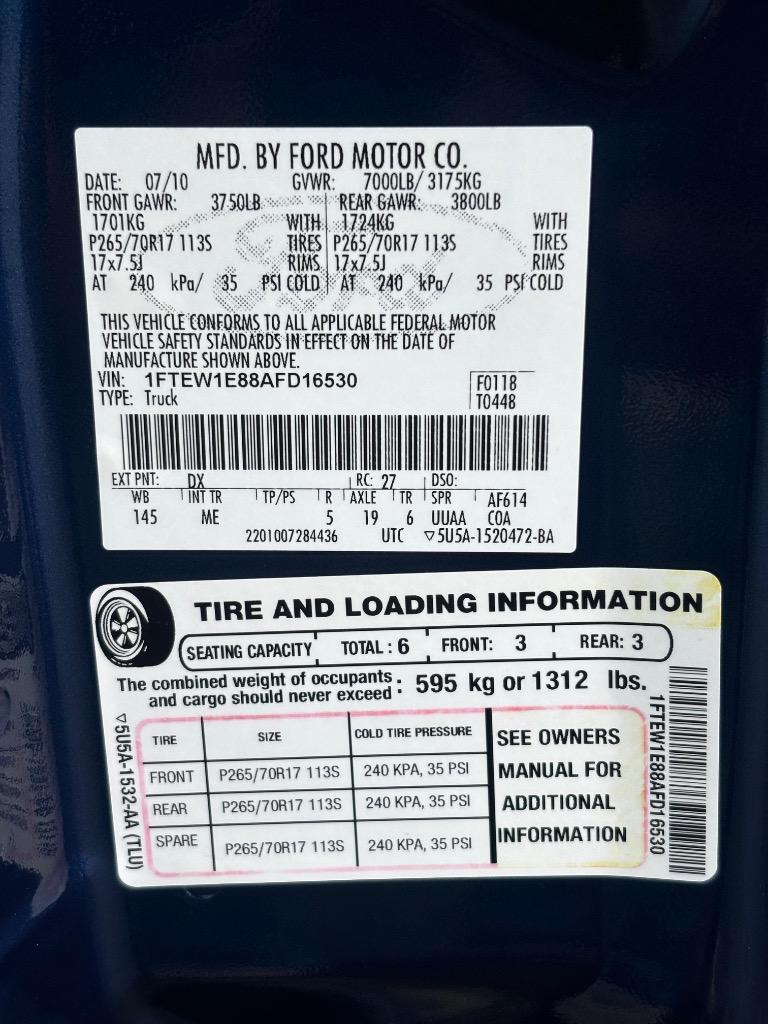 MFD. BY FORD MOTOR CO.
DATE: 07/10 GVWR: 7000LB/ 3175KG
FRONT GAWR: 3750LB REAR GAWR: 3800LB
1701KG WITH 1724KG WITH
P265/70R17 113S TIRES P265/70R17 113S TIRES
17x7.5J RIMS 17x7.5J RIMS
AT 240 kPa/ 35 PSI COLD AT 240 kPa/ 35 PSI COLD
THIS VEHICLE CONFORMS TO ALL APPLICABLE FEDERAL MOTOR
VEHICLE SAFETY STANDARDS IN EFFECT ON THE DATE OF
MANUFACTURE SHOWN ABOVE.
VIN: 1FTEW1E88AFD16530 F0118
TYPE: Truck T0448
EXT PNT: DX RC: 27 DSO:
WB INT TR TP/PS R AXLE TR SPR AF614
145 ME 5 19 6 UUAA COA
2201007284436 UTC ▽5U5A-1520472-BA
TIRE AND LOADING INFORMATION
SEATING CAPACITY TOTAL : 6 FRONT: 3 REAR: 3
The combined weight of occupants
and cargo should never exceed : 595 kg or 1312 lbs.
TIRE SIZE COLD TIRE PRESSURE
FRONT P265/70R17 113S 240 KPA, 35 PSI
REAR P265/70R17 113S 240 KPA, 35 PSI
SPARE P265/70R17 113S 240 KPA, 35 PSI
SEE OWNERS
MANUAL FOR
ADDITIONAL
INFORMATION
▽5U5A-1532-AA (TLU)
1FTEW1E88AFD16530